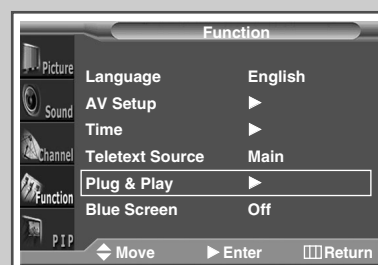 Function
Picture
Sound
Channel
Function
PIP
Language English
AV Setup ▶
Time ▶
Teletext Source Main
Plug & Play ▶
Blue Screen Off
Move Enter Return